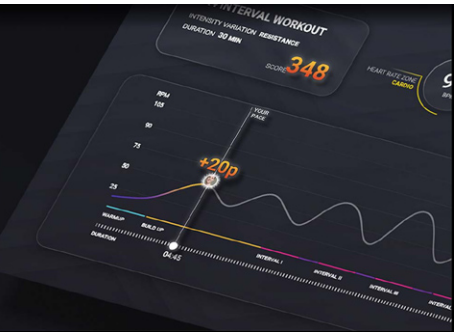 INTERVAL WORKOUT
INTENSITY VARIATION RESISTANCE
DURATION 30 MIN
SCORE 348
HEART RATE ZONE
CARDIO
RPM
105
90
75
50
25
YOUR
PACE
+20p
WARMUP
BUILD UP
INTERVAL I
INTERVAL II
INTERVAL III
INTERVAL
DURATION
04:45